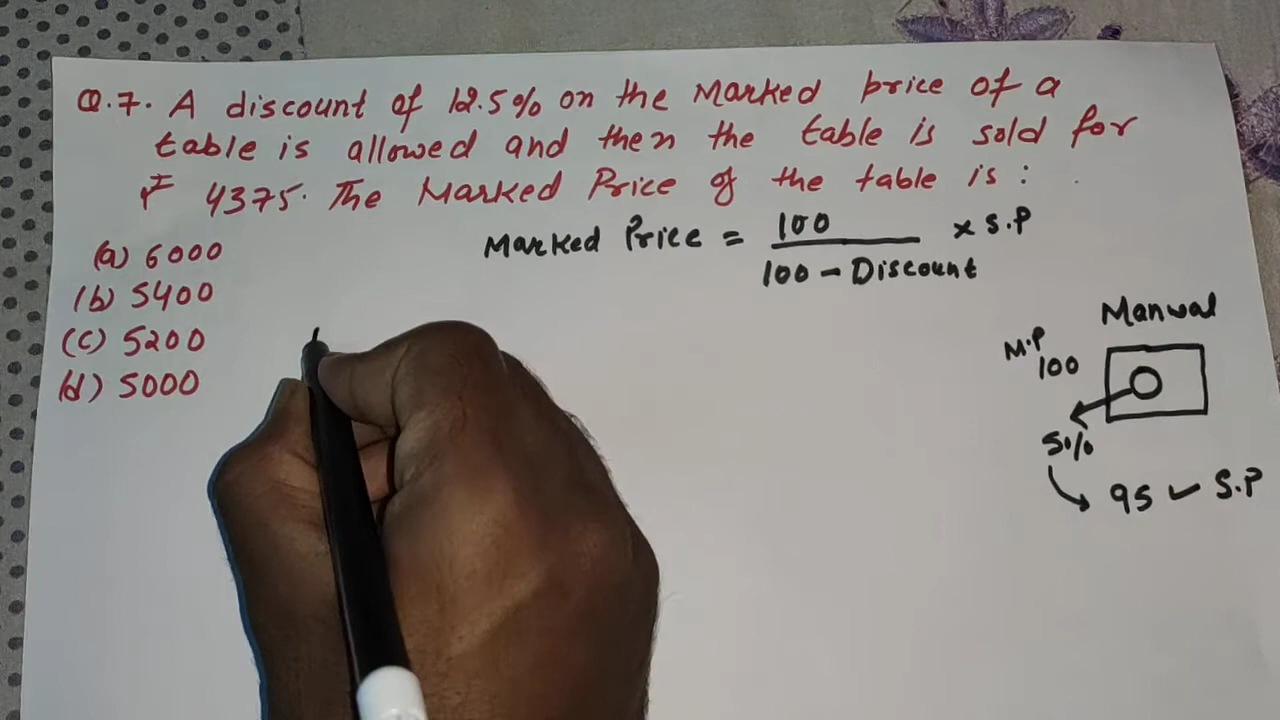 Q.7. A discount of 12.5% on the Marked price of a
table is allowed and then the table is sold for
₹ 4375. The Marked Price of the table is :
(a) 6000
(b) 5400
(c) 5200
(d) 5000
Marked Price = 100 / 100 - Discount × S.P
Manual
M.P
100
5%
95 ✓ S.P